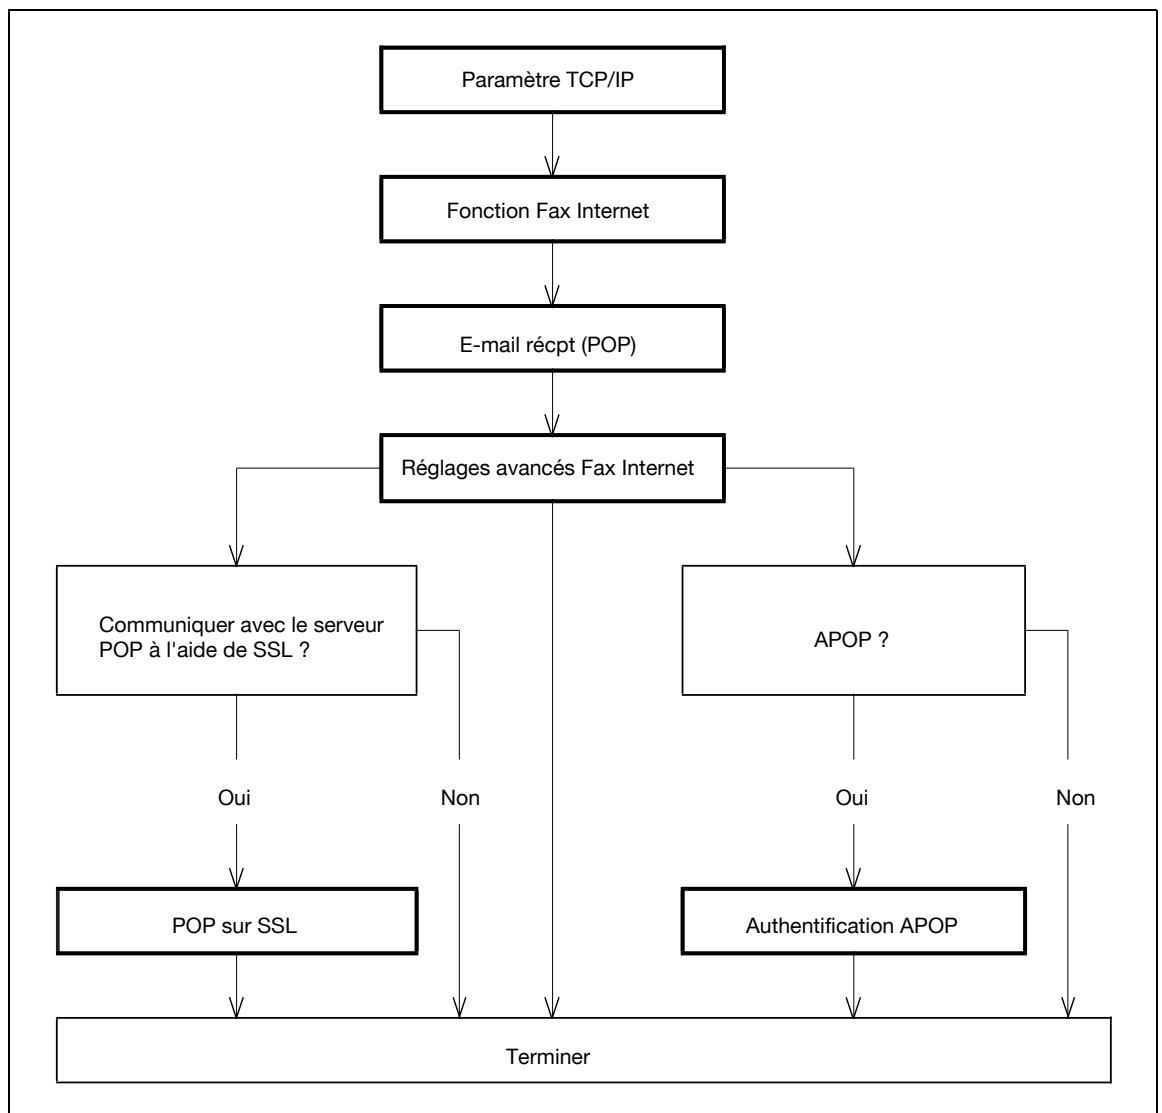 Paramètre TCP/IP
Fonction Fax Internet
E-mail récpt (POP)
Réglages avancés Fax Internet
Communiquer avec le serveur
POP à l'aide de SSL ?
APOP ?
Oui
Non
Oui
Non
POP sur SSL
Authentification APOP
Terminer